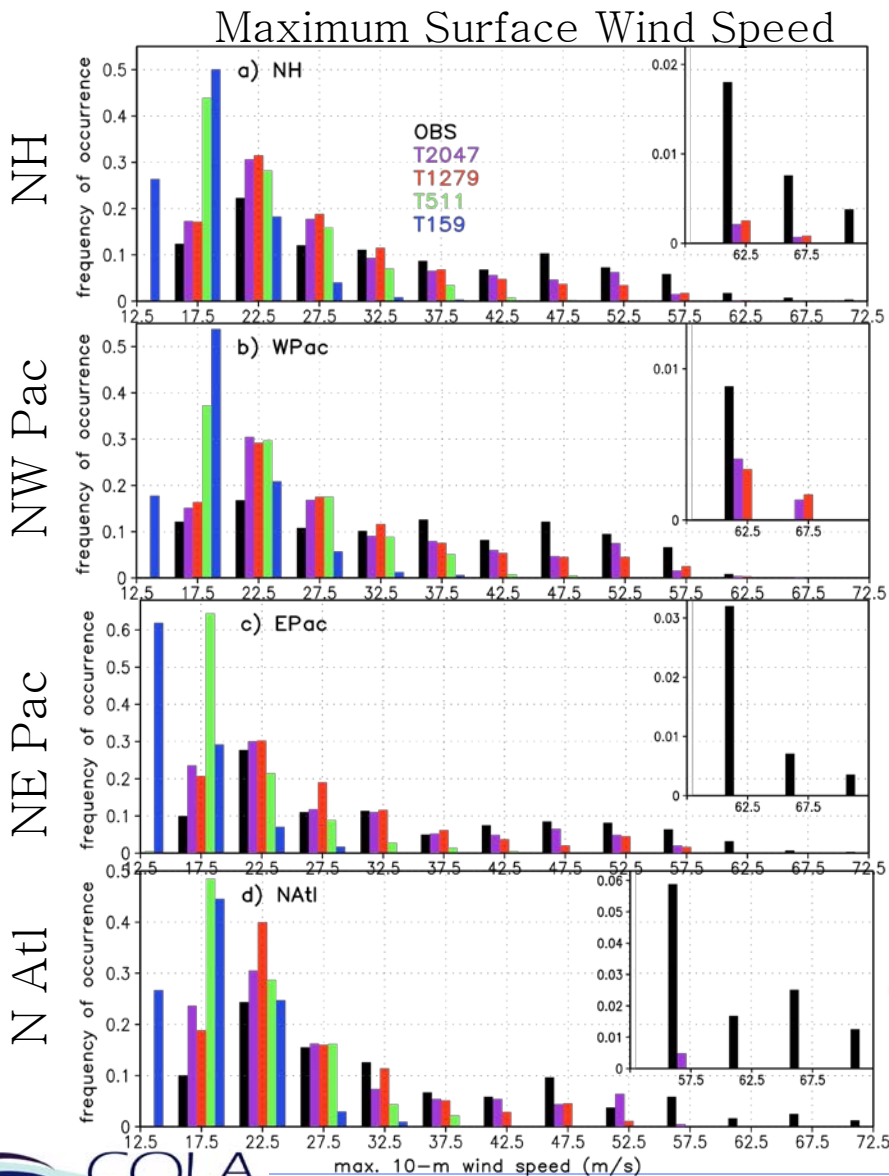 Maximum Surface Wind Speed
NH
a) NH
frequency of occurrence
0.5
0.4
0.3
0.2
0.1
0
OBS
T2047
T1279
T511
T159
0.02
0.01
0
62.5 67.5
12.5 17.5 22.5 27.5 32.5 37.5 42.5 47.5 52.5 57.5 62.5 67.5 72.5
NW Pac
b) WPac
frequency of occurrence
0.5
0.4
0.3
0.2
0.1
0
0.01
0
62.5 67.5
12.5 17.5 22.5 27.5 32.5 37.5 42.5 47.5 52.5 57.5 62.5 67.5 72.5
NE Pac
c) EPac
frequency of occurrence
0.6
0.5
0.4
0.3
0.2
0.1
0
0.03
0.02
0.01
0
62.5 67.5
12.5 17.5 22.5 27.5 32.5 37.5 42.5 47.5 52.5 57.5 62.5 67.5 72.5
N Atl
d) NAtl
frequency of occurrence
0.5
0.4
0.3
0.2
0.1
0
0.06
0.05
0.04
0.03
0.02
0.01
0
57.5 62.5 67.5
12.5 17.5 22.5 27.5 32.5 37.5 42.5 47.5 52.5 57.5 62.5 67.5 72.5
max. 10-m wind speed (m/s)
COLA